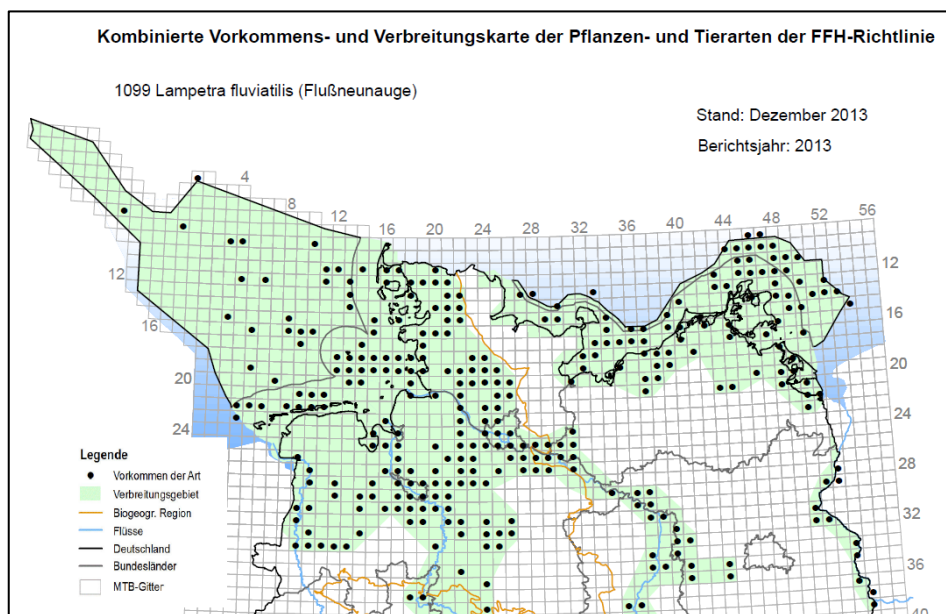 Kombinierte Vorkommens- und Verbreitungskarte der Pflanzen- und Tierarten der FFH-Richtlinie
1099 Lampetra fluviatilis (Flußneunauge)
Stand: Dezember 2013
Berichtsjahr: 2013
4
8
12
16
20
24
28
32
36
40
44
48
52
56
12
16
20
24
12
16
20
24
28
32
36
40
Legende
Vorkommen der Art
Verbreitungsgebiet
Biogeogr. Region
Flüsse
Deutschland
Bundesländer
MTB-Gitter